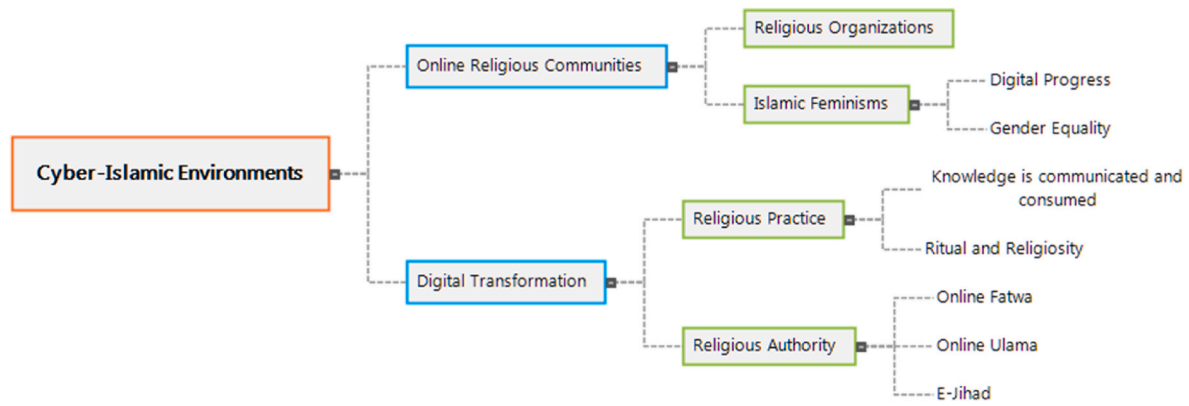 Cyber-Islamic Environments
Online Religious Communities
Religious Organizations
Islamic Feminisms
Digital Progress
Gender Equality
Digital Transformation
Religious Practice
Knowledge is communicated and
consumed
Ritual and Religiosity
Religious Authority
Online Fatwa
Online Ulama
E-Jihad